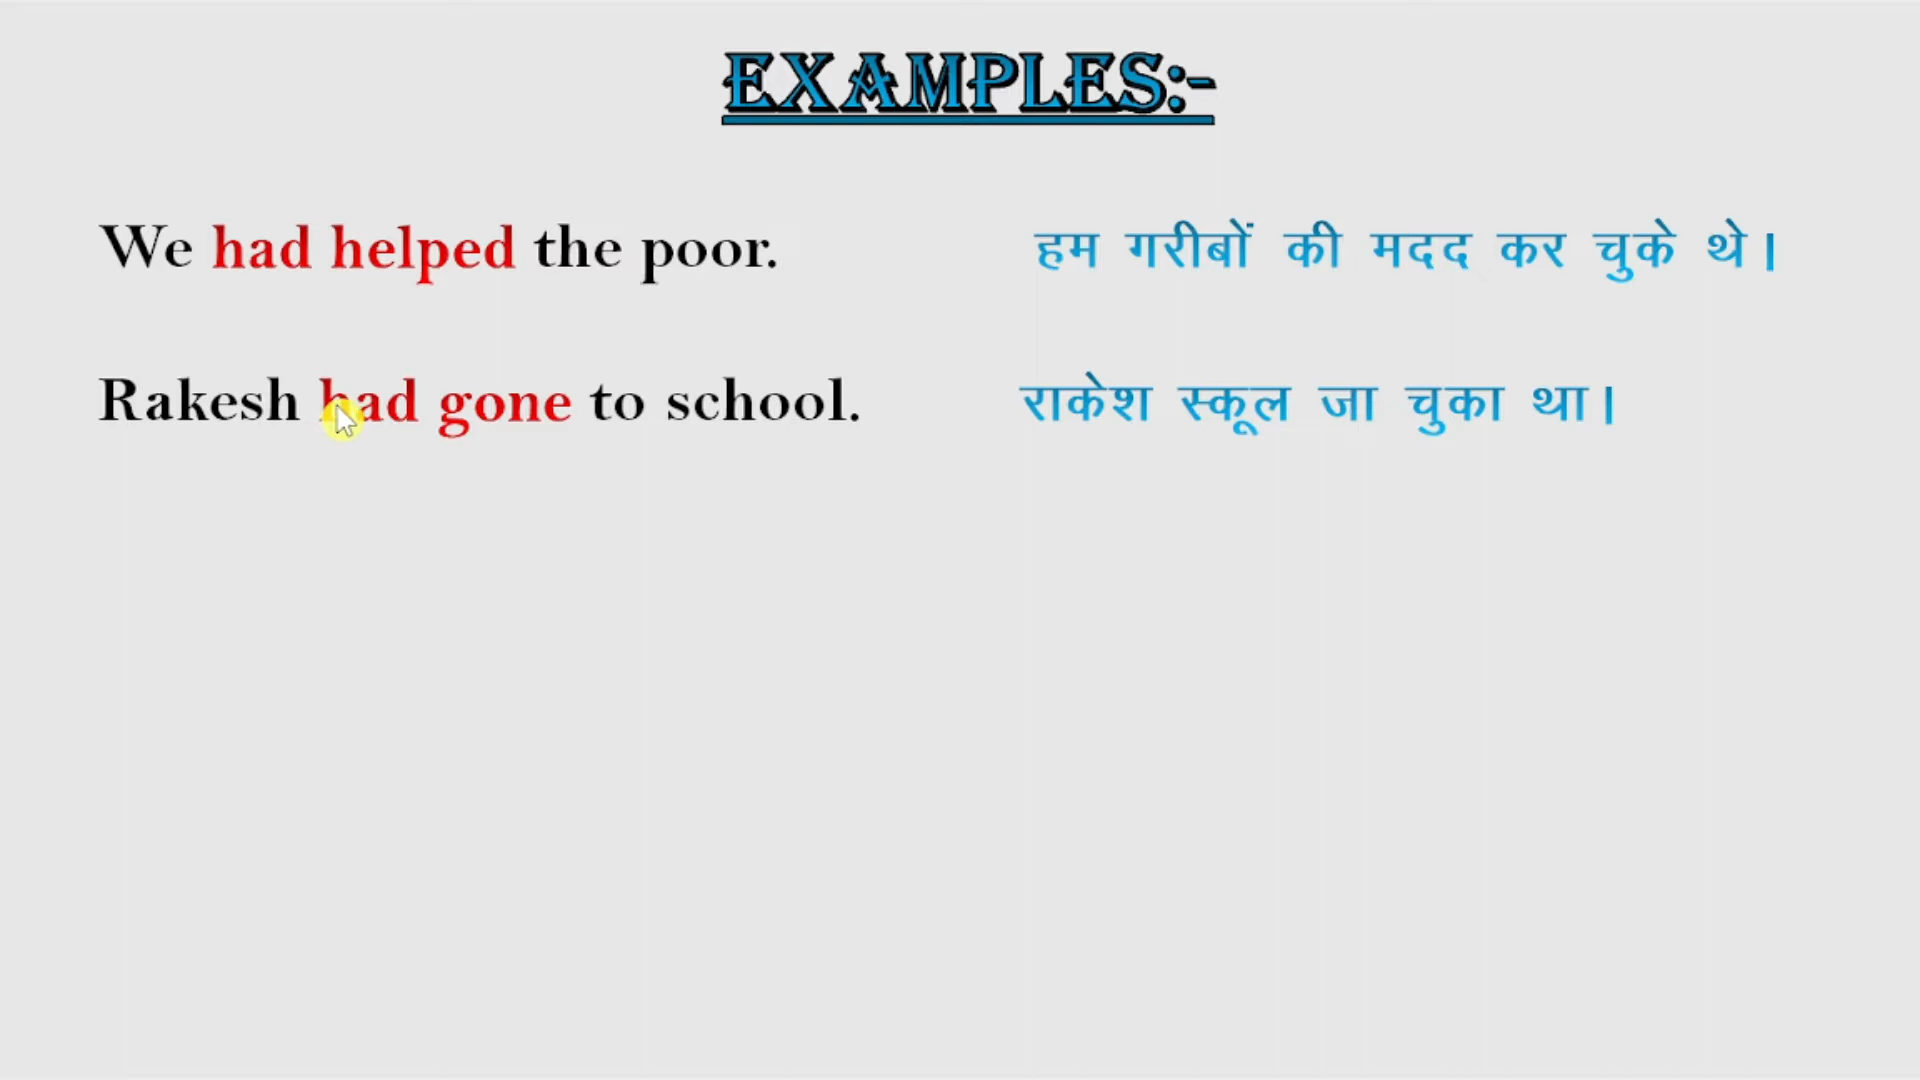 EXAMPLES:-
We had helped the poor. हम गरीबों की मदद कर चुके थे।
Rakesh had gone to school. राकेश स्कूल जा चुका था।